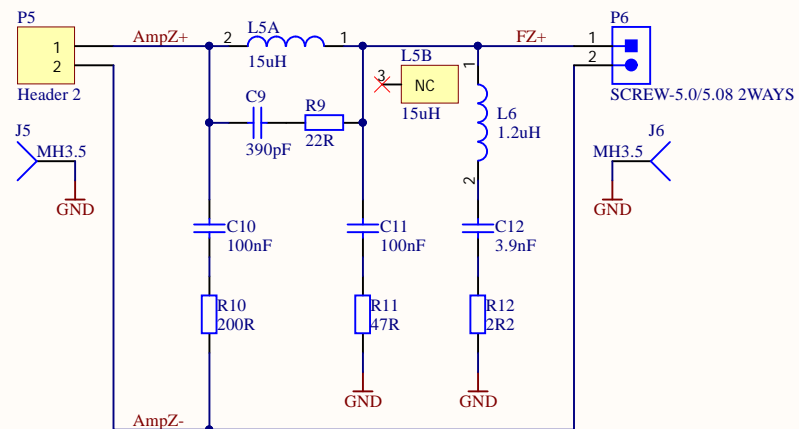 P5
1
2
Header 2
AmpZ+
2
L5A
1
15uH
L5B
3
NC
15uH
FZ+
P6
1
2
SCREW-5.0/5.08 2WAYS
J5
MH3.5
GND
C9
390pF
R9
22R
1
L6
1.2uH
2
J6
MH3.5
GND
C10
100nF
C11
100nF
C12
3.9nF
R10
200R
R11
47R
R12
2R2
GND
GND
AmpZ-